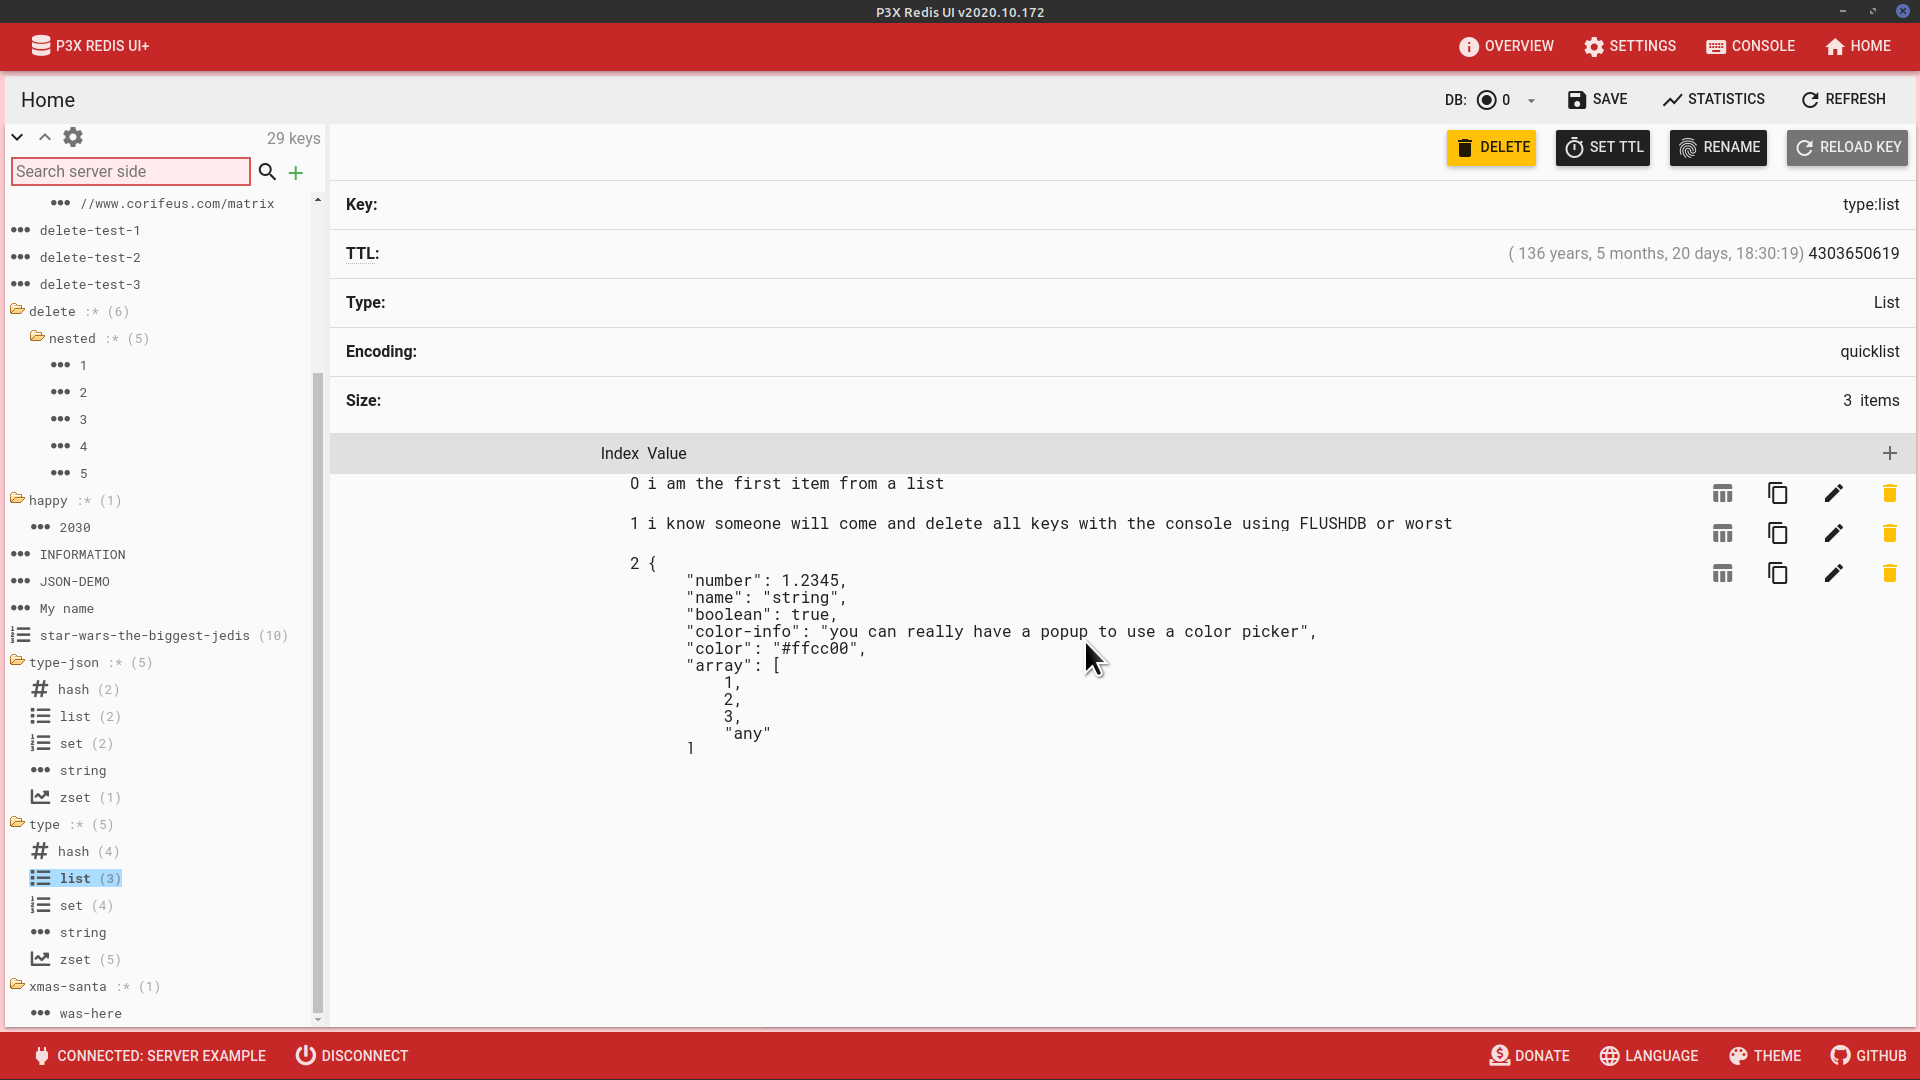 P3X Redis UI v2020.10.172
P3X REDIS UI+
OVERVIEW
SETTINGS
CONSOLE
HOME
Home
DB: 0
SAVE
STATISTICS
REFRESH
29 keys
Search server side
//www.corifeus.com/matrix
delete-test-1
delete-test-2
delete-test-3
delete :* (6)
nested :* (5)
1
2
3
4
5
happy :* (1)
2030
INFORMATION
JSON-DEMO
My name
star-wars-the-biggest-jedis (10)
type-json :* (5)
hash (2)
list (2)
set (2)
string
zset (1)
type :* (5)
hash (4)
list (3)
set (4)
string
zset (5)
xmas-santa :* (1)
was-here
DELETE
SET TTL
RENAME
RELOAD KEY
Key: type:list
TTL: ( 136 years, 5 months, 20 days, 18:30:19) 4303650619
Type: List
Encoding: quicklist
Size: 3 items
Index Value
0 i am the first item from a list
1 i know someone will come and delete all keys with the console using FLUSHDB or worst
2 {
"number": 1.2345,
"name": "string",
"boolean": true,
"color-info": "you can really have a popup to use a color picker",
"color": "#ffcc00",
"array": [
1,
2,
3,
"any"
]
CONNECTED: SERVER EXAMPLE
DISCONNECT
DONATE
LANGUAGE
THEME
GITHUB